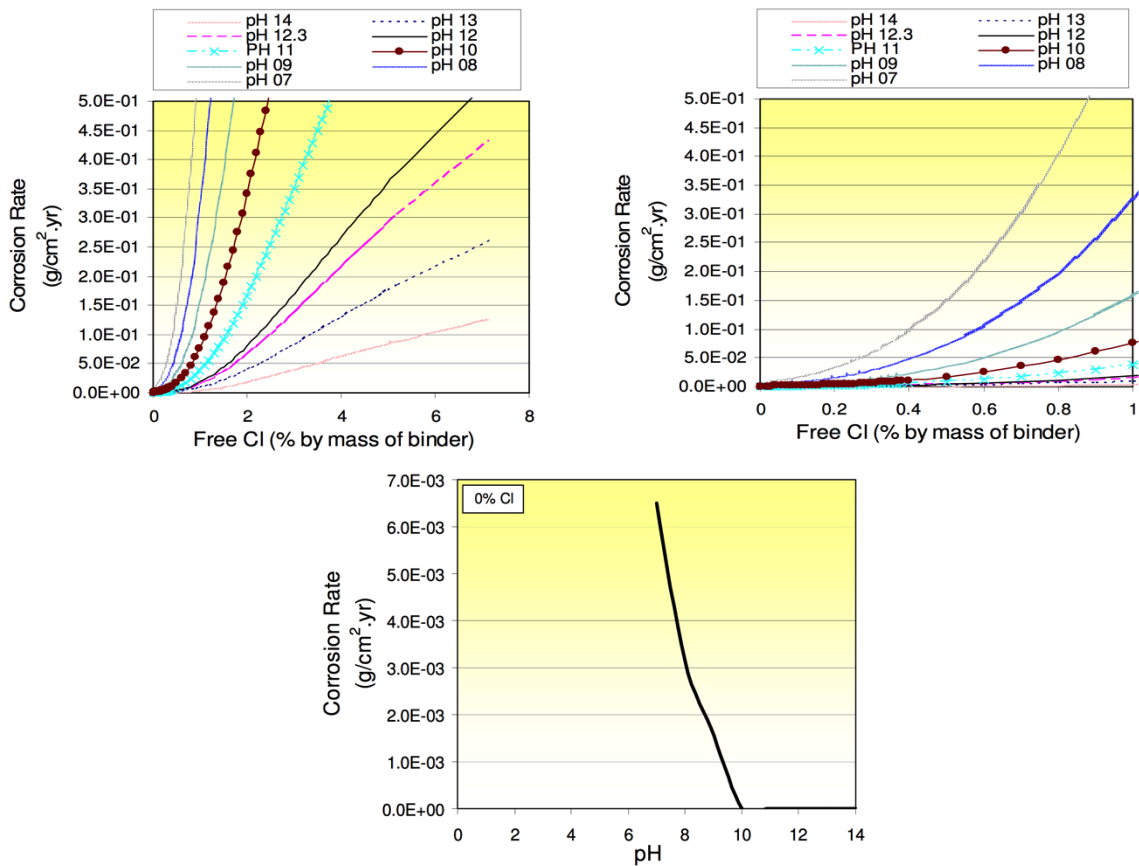 pH 14 pH 13
pH 12.3 pH 12
PH 11 pH 10
pH 09 pH 08
pH 07
Corrosion Rate
(g/cm².yr)
5.0E-01
4.5E-01
4.0E-01
3.5E-01
3.0E-01
2.5E-01
2.0E-01
1.5E-01
1.0E-01
5.0E-02
0.0E+00
0 2 4 6 8
Free Cl (% by mass of binder)
pH 14 pH 13
pH 12.3 pH 12
PH 11 pH 10
pH 09 pH 08
pH 07
Corrosion Rate
(g/cm².yr)
5.0E-01
4.5E-01
4.0E-01
3.5E-01
3.0E-01
2.5E-01
2.0E-01
1.5E-01
1.0E-01
5.0E-02
0.0E+00
0 0.2 0.4 0.6 0.8 1
Free Cl (% by mass of binder)
0% Cl
Corrosion Rate
(g/cm².yr)
7.0E-03
6.0E-03
5.0E-03
4.0E-03
3.0E-03
2.0E-03
1.0E-03
0.0E+00
0 2 4 6 8 10 12 14
pH